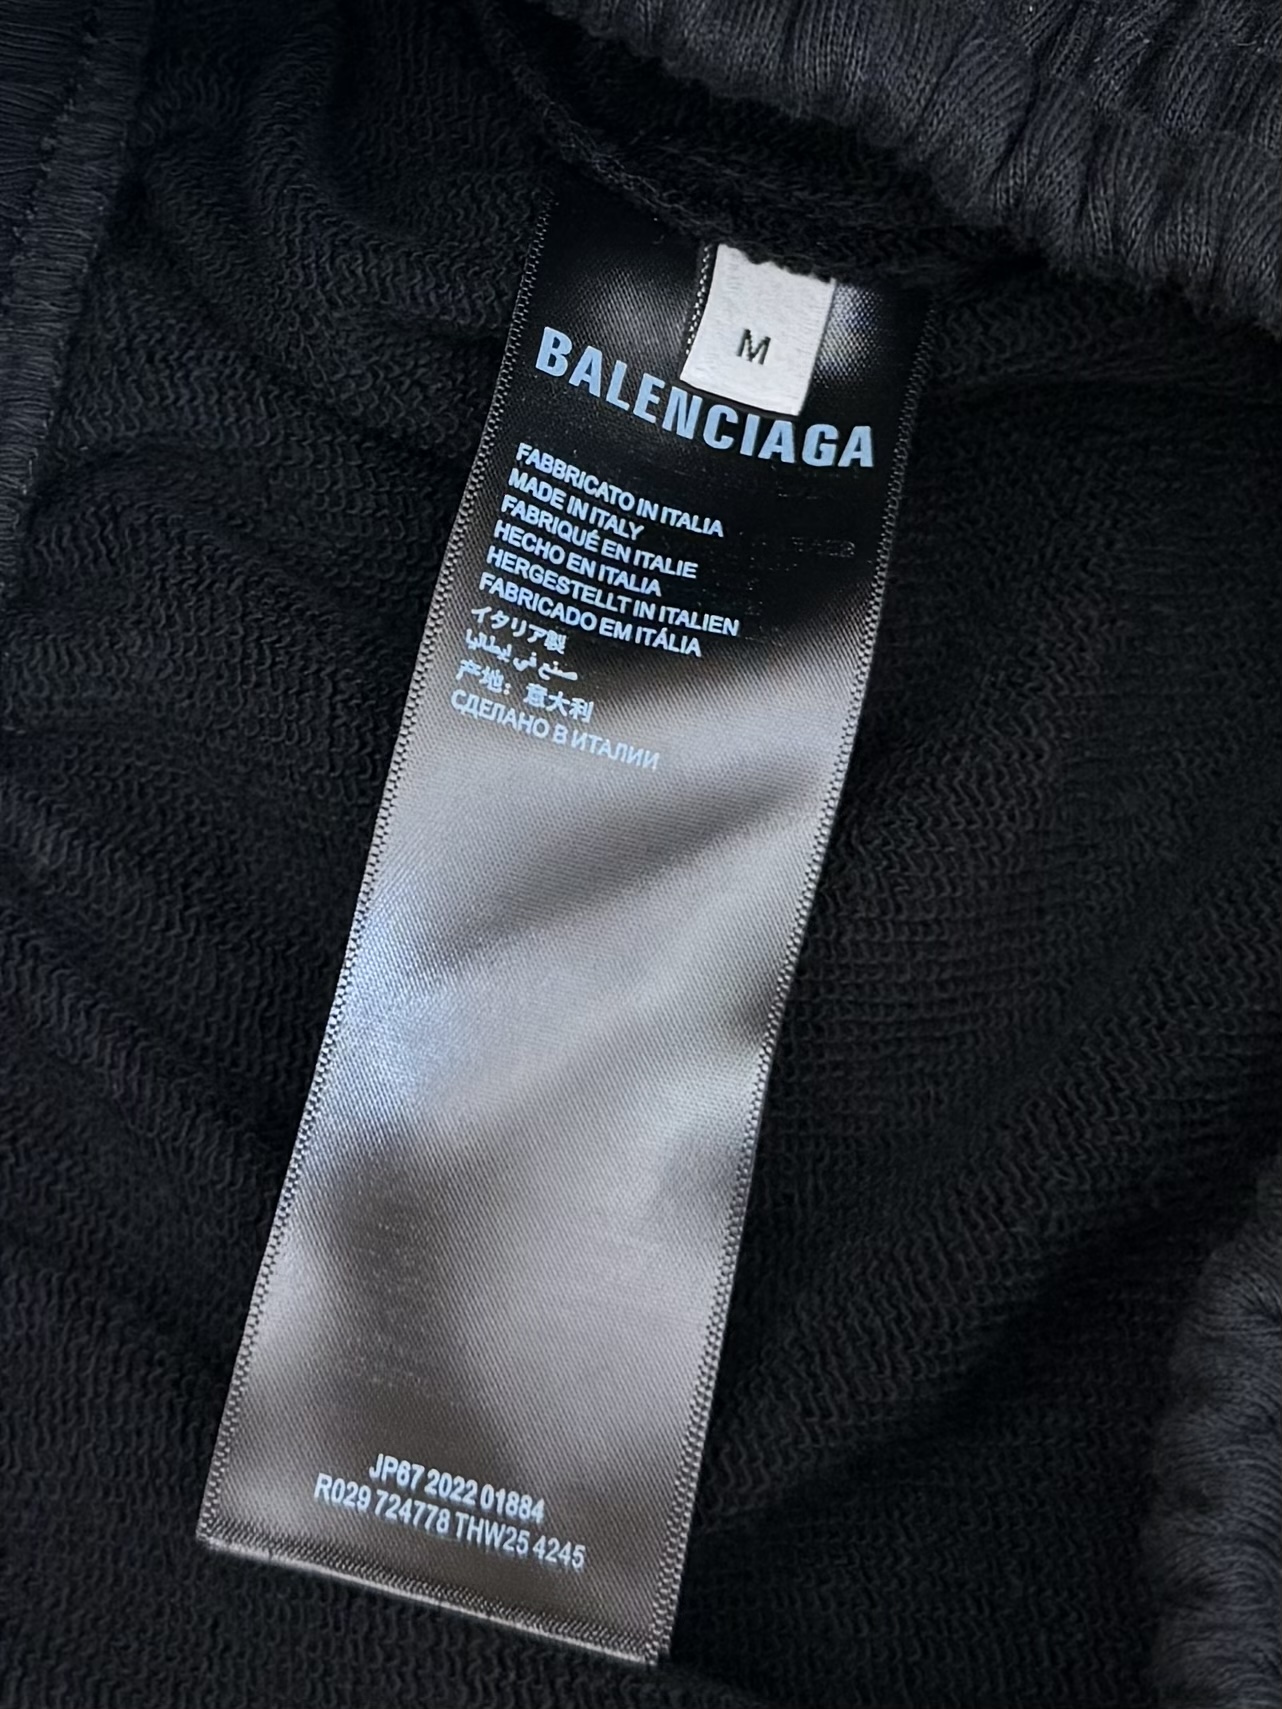 M
BALENCIAGA
FABBRICATO IN ITALIA
MADE IN ITALY
FABRIQUÉ EN ITALIE
HECHO EN ITALIA
HERGESTELLT IN ITALIEN
FABRICADO EM ITÁLIA
イタリア製
صنع في إيطاليا
产地：意大利
СДЕЛАНО В ИТАЛИИ
JP67 2022 01884
R029 724778 THW25 4245